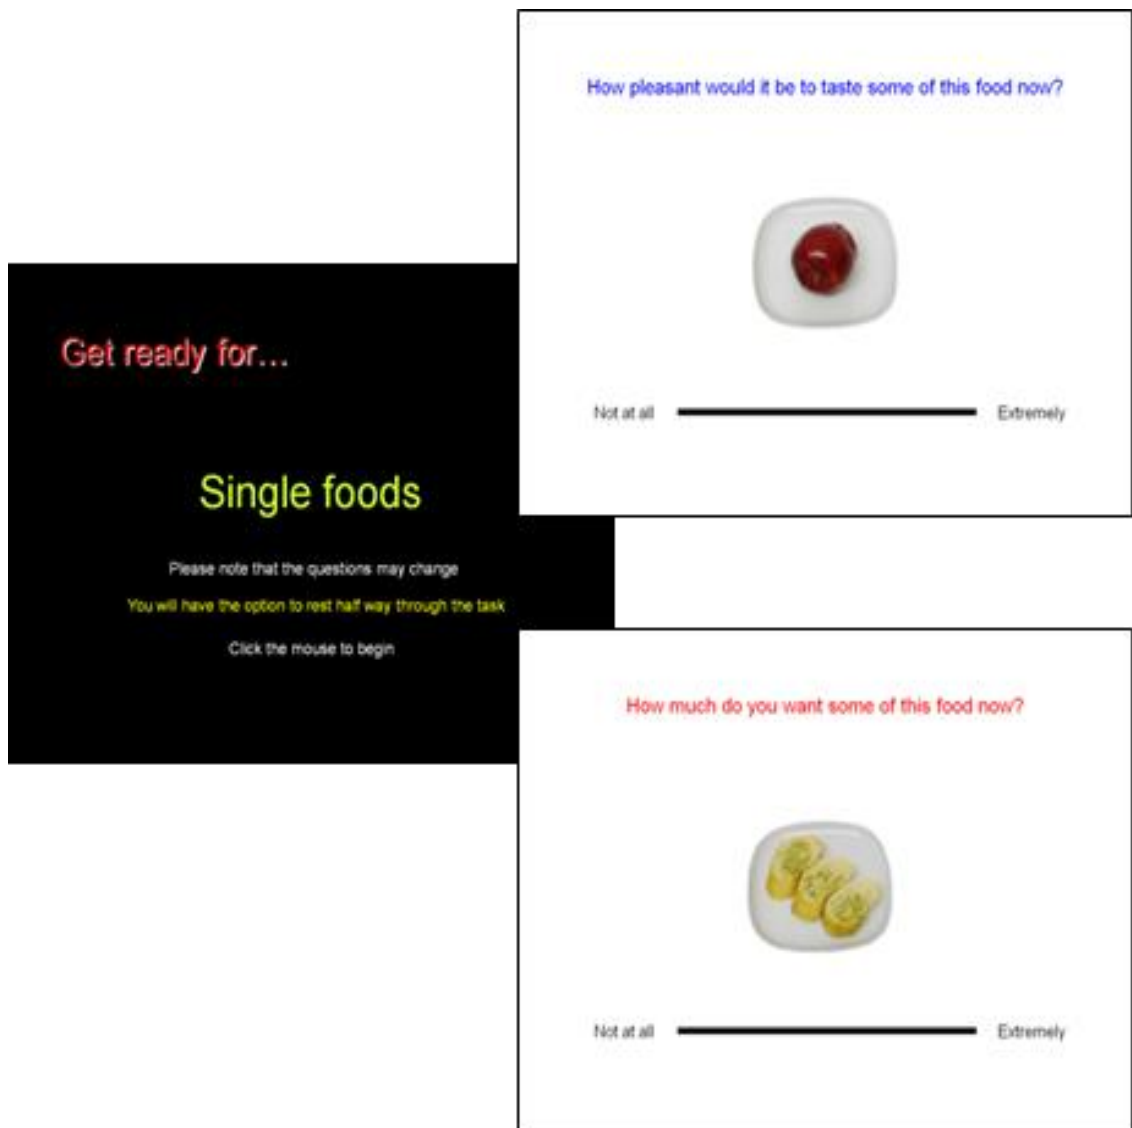 How pleasant would it be to taste some of this food now?
Not at all Extremely
Get ready for...
Single foods
Please note that the questions may change
You will have the option to rest half way through the task
Click the mouse to begin
How much do you want some of this food now?
Not at all Extremely